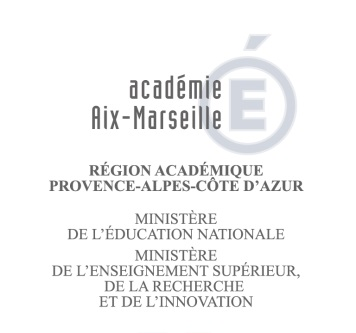 académie
Aix-Marseille
É
RÉGION ACADÉMIQUE
PROVENCE-ALPES-CÔTE D’AZUR
MINISTÈRE
DE L’ÉDUCATION NATIONALE
MINISTÈRE
DE L’ENSEIGNEMENT SUPÉRIEUR,
DE LA RECHERCHE
ET DE L’INNOVATION